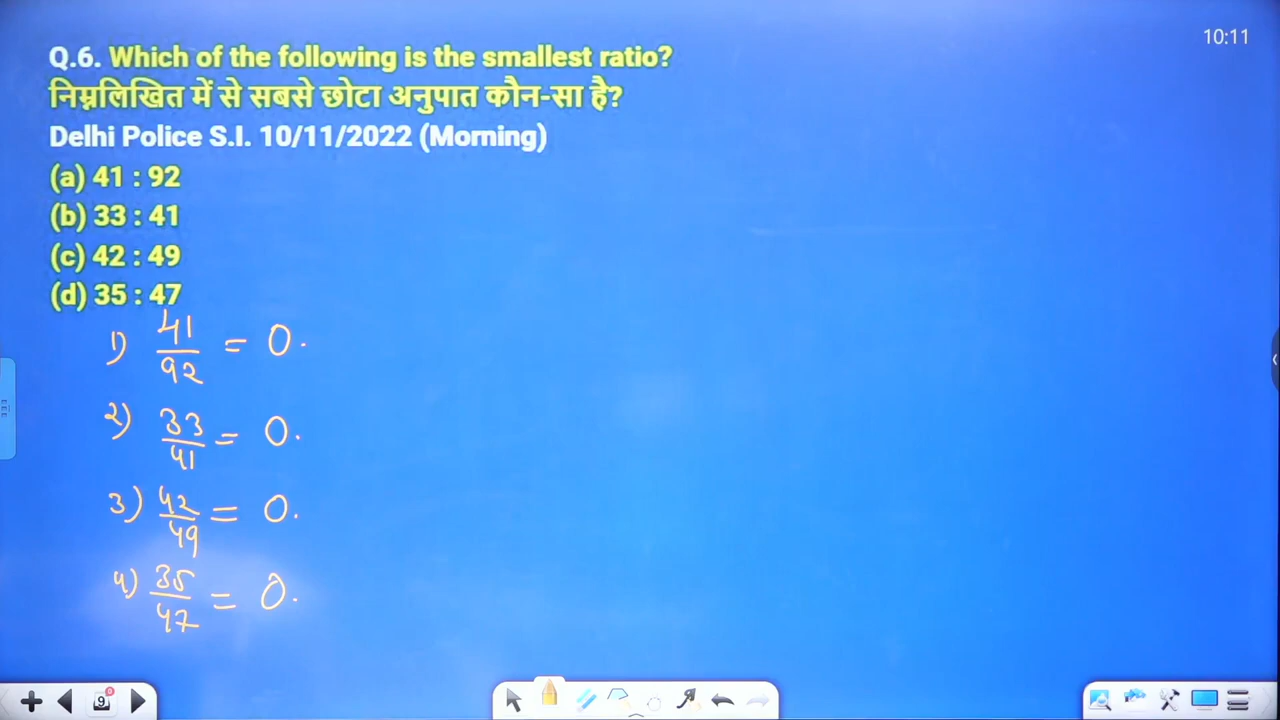 10:11
Q.6. Which of the following is the smallest ratio?
निम्नलिखित में से सबसे छोटा अनुपात कौन-सा है?
Delhi Police S.I. 10/11/2022 (Morning)
(a) 41 : 92
(b) 33 : 41
(c) 42 : 49
(d) 35 : 47
1) 41/92 = 0.
2) 33/41 = 0.
3) 42/49 = 0.
4) 35/47 = 0.
9